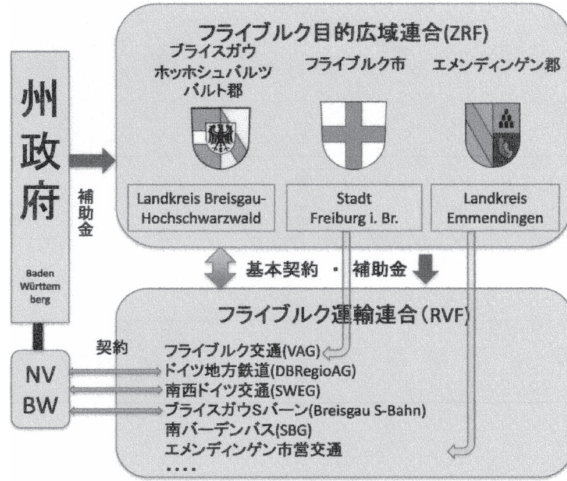 フライブルク目的広域連合(ZRF)
ブライスガウ
ホッホシュバルツ
バルト郡
フライブルク市
エメンディンゲン郡
州政府
補助金
Baden
Württem
berg
Landkreis Breisgau-
Hochschwarzwald
Stadt
Freiburg i. Br.
Landkreis
Emmendingen
基本契約 ・ 補助金
フライブルク運輸連合(RVF)
契約
NV
BW
フライブルク交通(VAG)
ドイツ地方鉄道(DBRegioAG)
南西ドイツ交通(SWEG)
ブライスガウSバーン(Breisgau S-Bahn)
南バーデンバス(SBG)
エメンディンゲン市営交通
・・・・